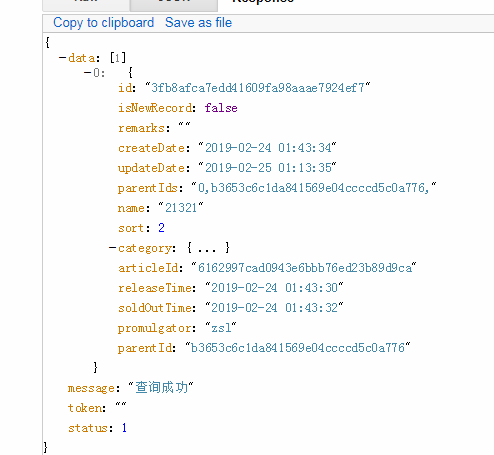 Response
Copy to clipboard Save as file
{
−data: [1]
−0: {
id: "3fb8afca7edd41609fa98aaae7924ef7"
isNewRecord: false
remarks: ""
createDate: "2019-02-24 01:43:34"
updateDate: "2019-02-25 01:13:35"
parentIds: "0,b3653c6c1da841569e04ccccd5c0a776,"
name: "21321"
sort: 2
−category: { ... }
articleId: "6162997cad0943e6bbb76ed23b89d9ca"
releaseTime: "2019-02-24 01:43:30"
soldOutTime: "2019-02-24 01:43:32"
promulgator: "zsl"
parentId: "b3653c6c1da841569e04ccccd5c0a776"
}
message: "查询成功"
token: ""
status: 1
}